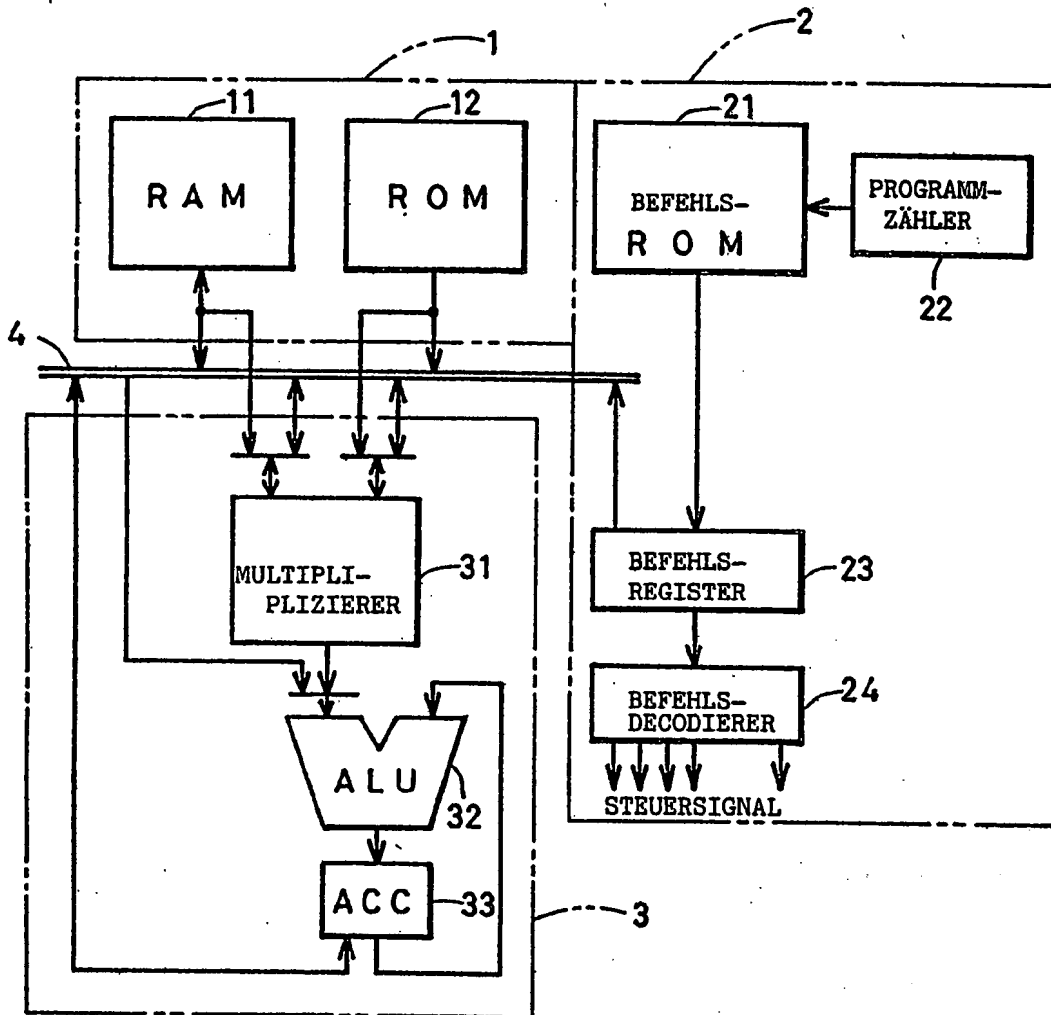 1
2
11
12
21
RAM
ROM
BEFEHLS-
ROM
PROGRAMM-
ZÄHLER
22
4
MULTIPLI-
PLIZIERER
31
BEFEHLS-
REGISTER
23
BEFEHLS-
DECODIERER
24
STEUERSIGNAL
ALU
32
ACC
33
3